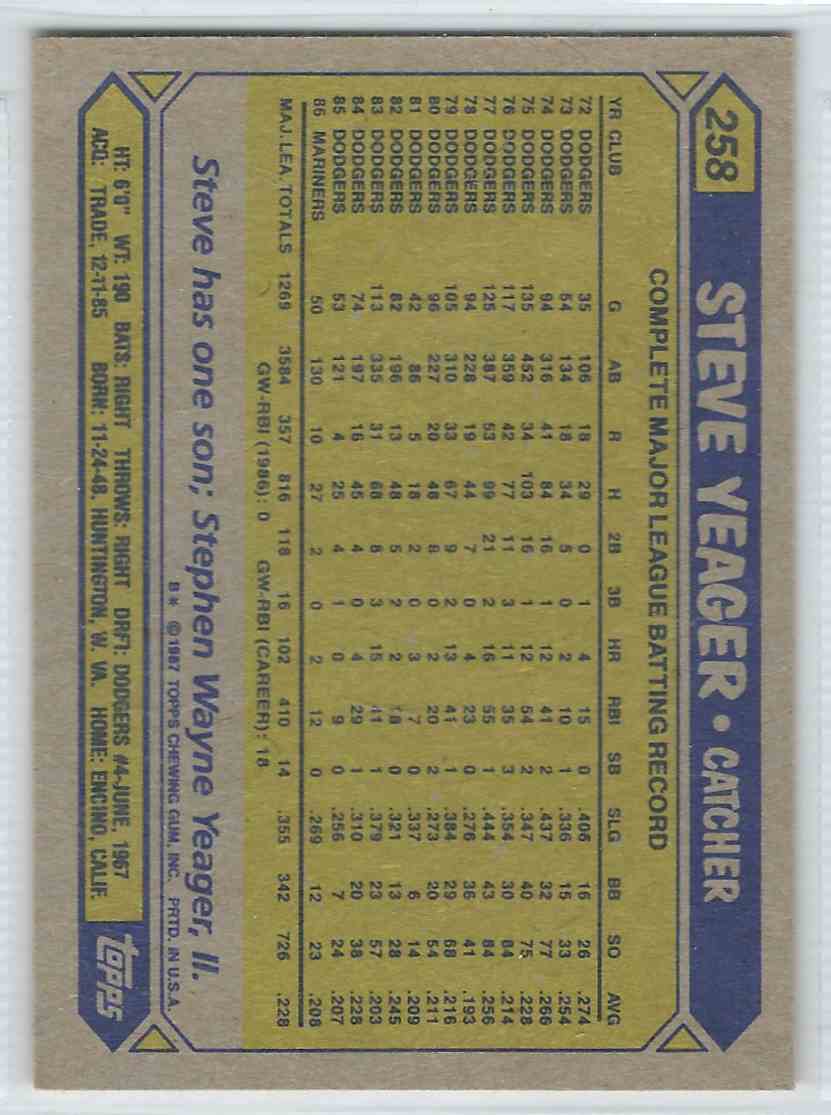 258 STEVE YEAGER • CATCHER
COMPLETE MAJOR LEAGUE BATTING RECORD
YR CLUB G AB R H 2B 3B HR RBI SB SLG BB SO AVG
72 DODGERS 35 106 18 29 0 1 4 15 0 .406 16 26 .274
73 DODGERS 54 134 18 34 5 0 2 10 1 .336 15 33 .254
74 DODGERS 94 316 41 84 16 1 12 41 2 .437 32 77 .266
75 DODGERS 135 452 34 103 16 1 12 54 2 .347 40 75 .228
76 DODGERS 117 359 42 77 11 3 11 35 3 .354 30 84 .214
77 DODGERS 125 387 53 99 21 2 16 55 1 .444 43 84 .256
78 DODGERS 94 228 19 44 7 0 4 23 0 .276 36 41 .193
79 DODGERS 105 310 33 67 9 2 13 41 1 .384 29 68 .216
80 DODGERS 96 227 20 48 8 0 2 20 2 .273 20 54 .211
81 DODGERS 42 86 5 18 2 0 3 7 0 .337 6 14 .209
82 DODGERS 82 196 13 48 5 2 2 18 0 .321 13 28 .245
83 DODGERS 113 335 31 68 8 3 15 41 1 .379 23 57 .203
84 DODGERS 74 197 16 45 4 0 4 29 1 .310 20 38 .228
85 DODGERS 53 121 4 25 4 1 0 9 0 .256 7 24 .207
86 MARINERS 50 130 10 27 2 0 2 12 0 .269 12 23 .208
MAJ. LEA. TOTALS 1269 3584 357 816 118 16 102 410 14 .355 342 726 .228
GW-RBI (1986): 0 GW-RBI (CAREER): 18
Steve has one son; Stephen Wayne Yeager, II.
B* ©1987 TOPPS CHEWING GUM, INC. PRTD. IN U.S.A.
HT: 6'0" WT: 190 BATS: RIGHT THROWS: RIGHT DRFT: DODGERS #4-JUNE, 1967
ACQ: TRADE, 12-11-85 BORN: 11-24-48, HUNTINGTON, W. VA. HOME: ENCINO, CALIF.
topps